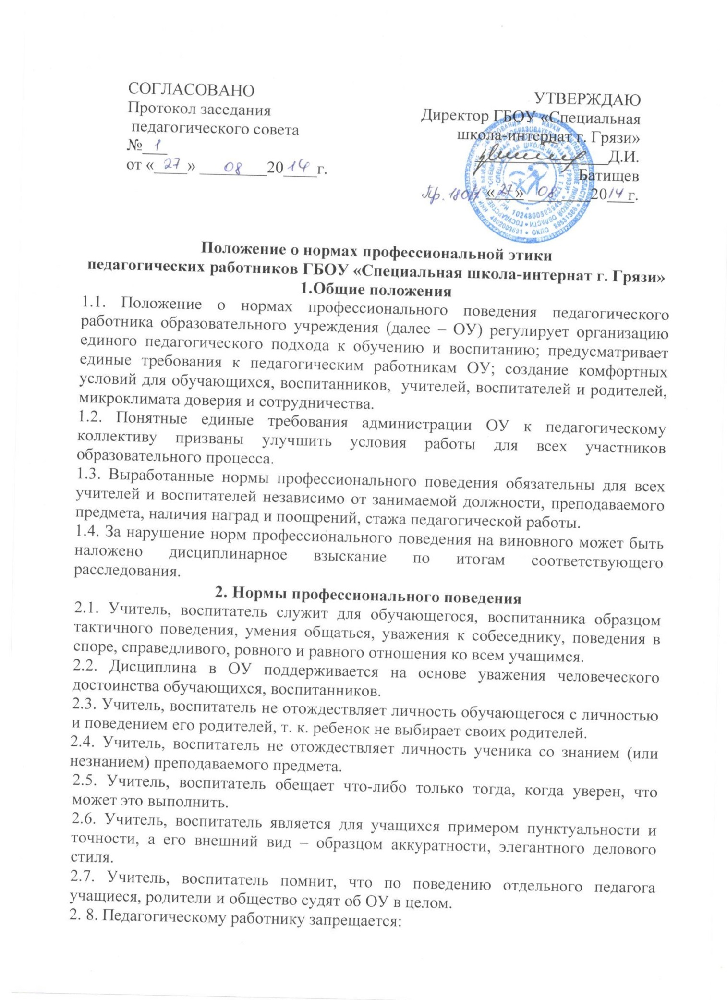 СОГЛАСОВАНО
Протокол заседания
педагогического совета
№ 1
от «27» 08 2014 г.
УТВЕРЖДАЮ
Директор ГБОУ «Специальная
школа-интернат г. Грязи»
Д.И.
Батищев
Пр. «27» 08 2014 г.
Положение о нормах профессиональной этики
педагогических работников ГБОУ «Специальная школа-интернат г. Грязи»
1.Общие положения
1.1. Положение о нормах профессионального поведения педагогического
работника образовательного учреждения (далее – ОУ) регулирует организацию
единого педагогического подхода к обучению и воспитанию; предусматривает
единые требования к педагогическим работникам ОУ; создание комфортных
условий для обучающихся, воспитанников, учителей, воспитателей и родителей,
микроклимата доверия и сотрудничества.
1.2. Понятные единые требования администрации ОУ к педагогическому
коллективу призваны улучшить условия работы для всех участников
образовательного процесса.
1.3. Выработанные нормы профессионального поведения обязательны для всех
учителей и воспитателей независимо от занимаемой должности, преподаваемого
предмета, наличия наград и поощрений, стажа педагогической работы.
1.4. За нарушение норм профессионального поведения на виновного может быть
наложено дисциплинарное взыскание по итогам соответствующего
расследования.
2. Нормы профессионального поведения
2.1. Учитель, воспитатель служит для обучающегося, воспитанника образцом
тактичного поведения, умения общаться, уважения к собеседнику, поведения в
споре, справедливого, ровного и равного отношения ко всем учащимся.
2.2. Дисциплина в ОУ поддерживается на основе уважения человеческого
достоинства обучающихся, воспитанников.
2.3. Учитель, воспитатель не отождествляет личность обучающегося с личностью
и поведением его родителей, т. к. ребенок не выбирает своих родителей.
2.4. Учитель, воспитатель не отождествляет личность ученика со знанием (или
незнанием) преподаваемого предмета.
2.5. Учитель, воспитатель обещает что-либо только тогда, когда уверен, что
может это выполнить.
2.6. Учитель, воспитатель является для учащихся примером пунктуальности и
точности, а его внешний вид – образцом аккуратности, элегантного делового
стиля.
2.7. Учитель, воспитатель помнит, что по поведению отдельного педагога
учащиеся, родители и общество судят об ОУ в целом.
2. 8. Педагогическому работнику запрещается: